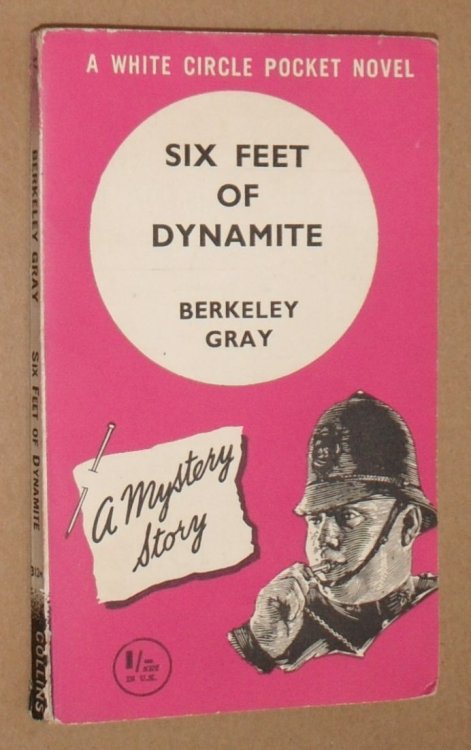 A WHITE CIRCLE POCKET NOVEL
SIX FEET
OF
DYNAMITE
BERKELEY
GRAY
A Mystery
Story
1/-
IN U.K.
BERKELEY GRAY
SIX FEET OF DYNAMITE
COLLINS